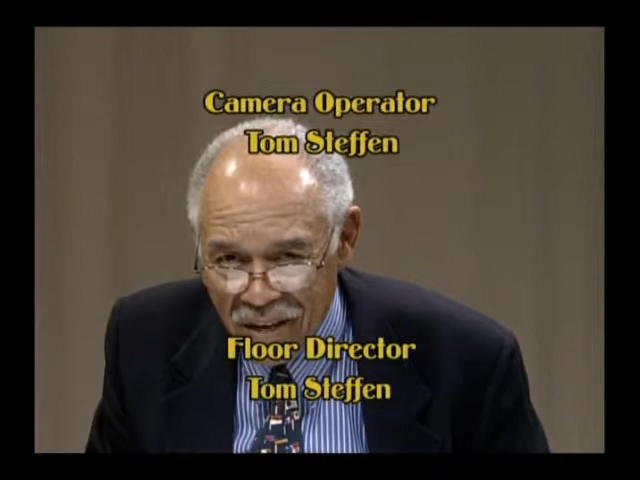 Camera Operator
Tom Steffen
Floor Director
Tom Steffen